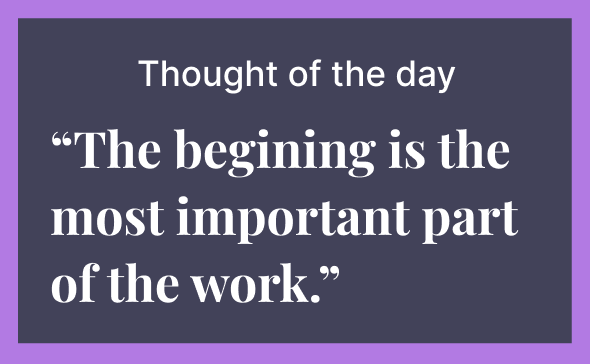 Thought of the day
“The begining is the
most important part
of the work.”